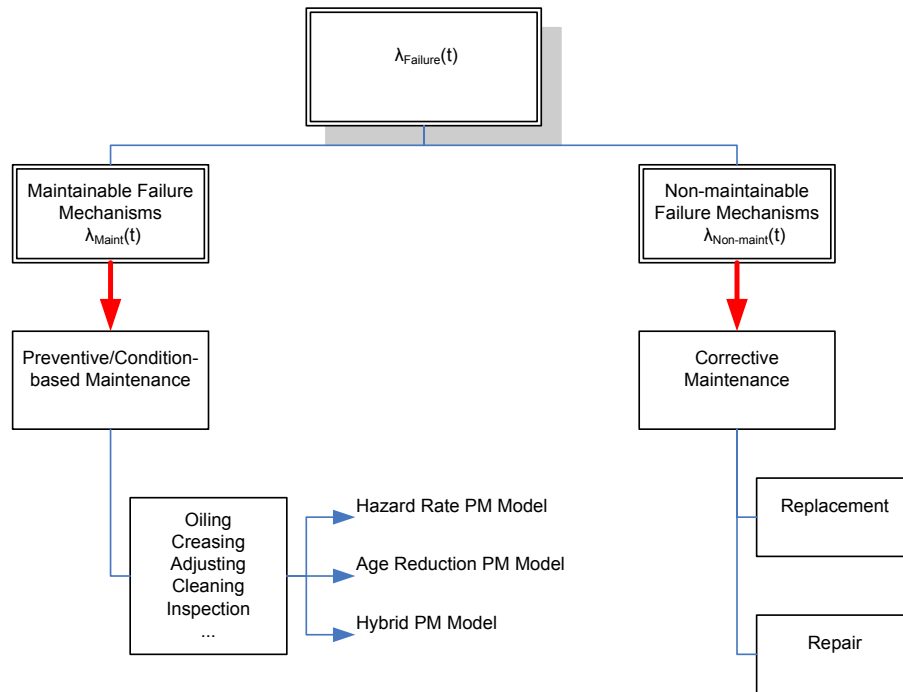 λFailure(t)
Maintainable Failure
Mechanisms
λMaint(t)
Non-maintainable
Failure Mechanisms
λNon-maint(t)
Preventive/Condition-
based Maintenance
Corrective
Maintenance
Oiling
Creasing
Adjusting
Cleaning
Inspection
...
Hazard Rate PM Model
Age Reduction PM Model
Hybrid PM Model
Replacement
Repair